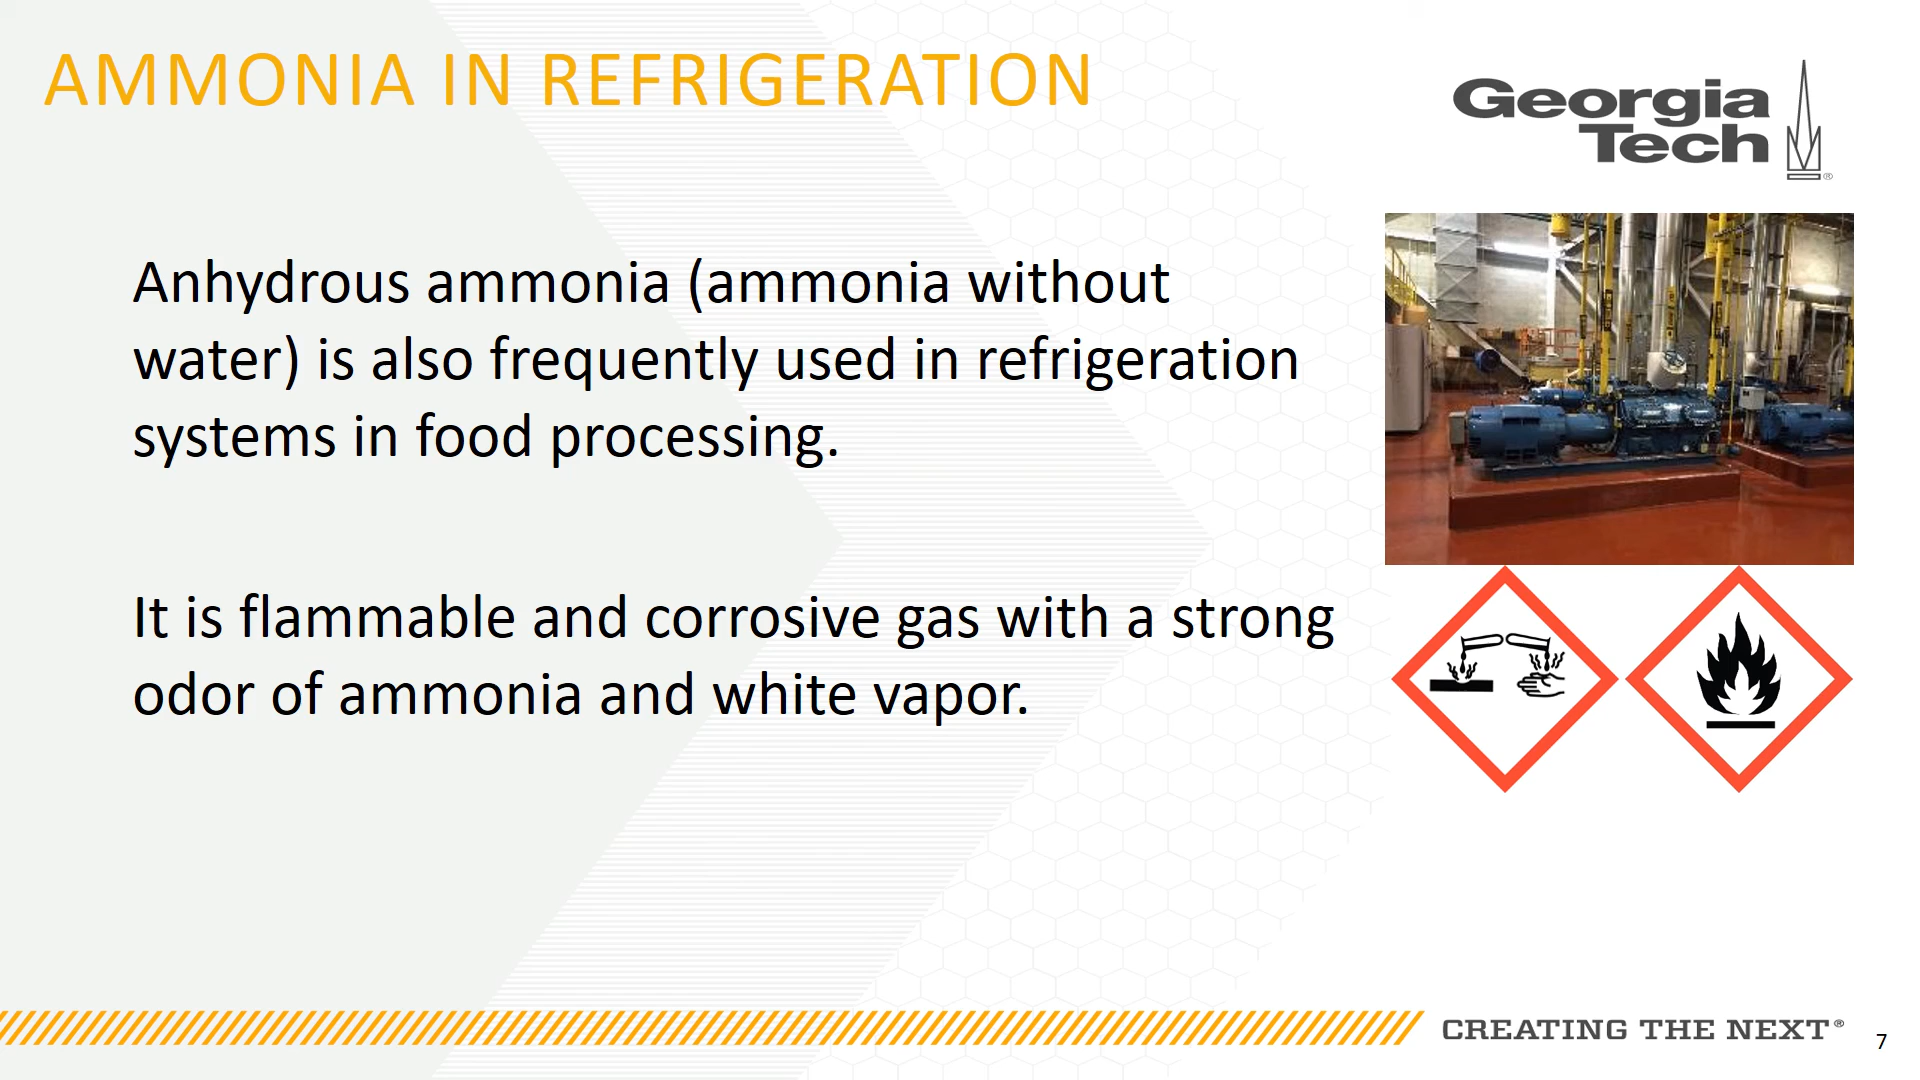 AMMONIA IN REFRIGERATION
Georgia
Tech
®
Anhydrous ammonia (ammonia without
water) is also frequently used in refrigeration
systems in food processing.
It is flammable and corrosive gas with a strong
odor of ammonia and white vapor.
CREATING THE NEXT®
7